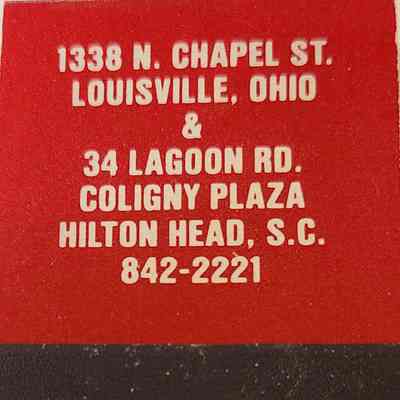 1338 N. CHAPEL ST.
LOUISVILLE, OHIO
&
34 LAGOON RD.
COLIGNY PLAZA
HILTON HEAD, S.C.
842-2221